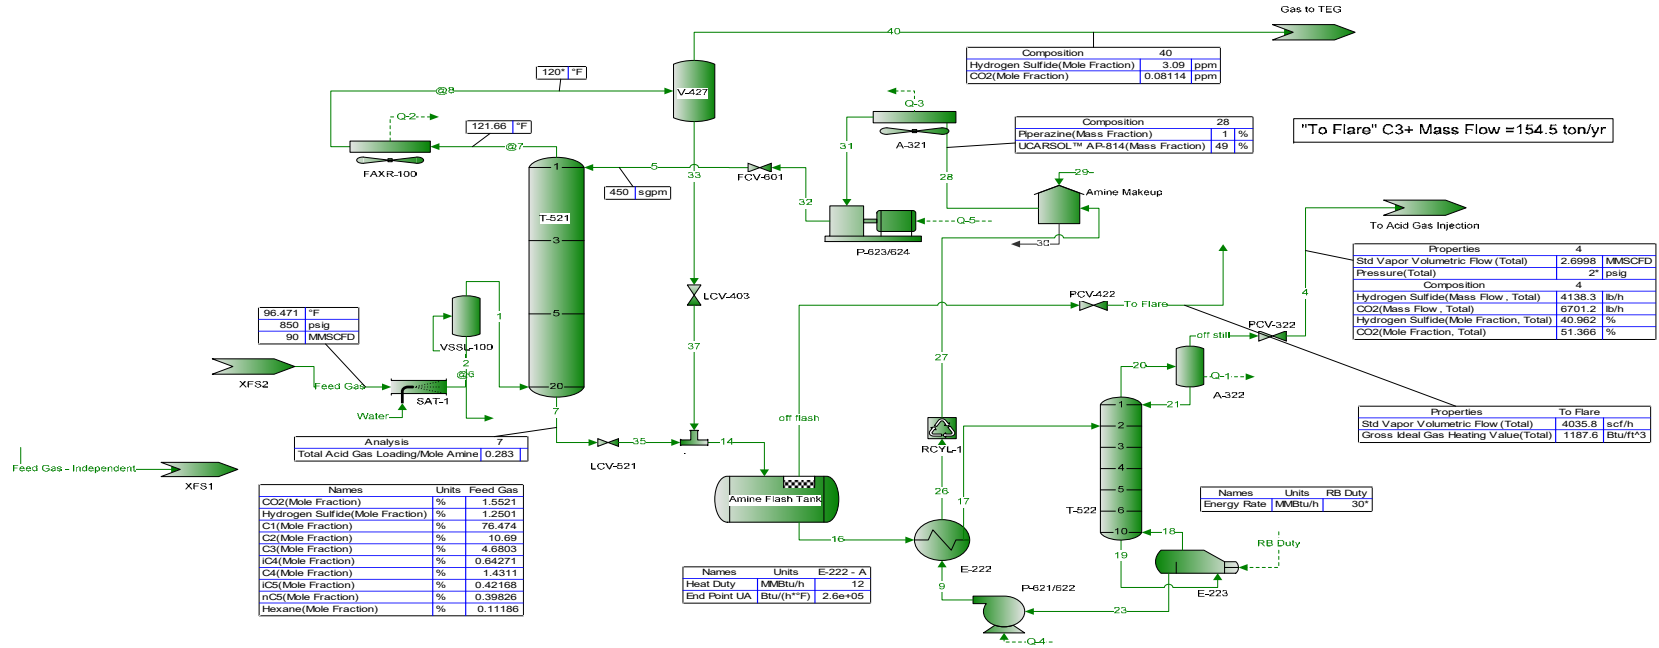 Gas to TEG
40
Composition 40
Hydrogen Sulfide(Mole Fraction) 3.09 ppm
CO2(Mole Fraction) 0.08114 ppm
120* °F
@8
V-427
Q-2
121.66 °F
@7
FAXR-100
Q-3
31
A-321
Composition 28
Piperazine(Mass Fraction) 1 %
UCARSOL™ AP-814(Mass Fraction) 49 %
"To Flare" C3+ Mass Flow =154.5 ton/yr
1
5
FCV-601
33
28
29
Amine Makeup
450 sgpm
32
T-521
3
Q-5
P-623/624
30
To Acid Gas Injection
Properties 4
Std Vapor Volumetric Flow (Total) 2.6998 MMSCFD
Pressure(Total) 2* psig
Composition 4
Hydrogen Sulfide(Mass Flow , Total) 4138.3 lb/h
CO2(Mass Flow , Total) 6701.2 lb/h
Hydrogen Sulfide(Mole Fraction, Total) 40.962 %
CO2(Mole Fraction, Total) 51.366 %
4
LCV-403
PCV-422
To Flare
96.471 °F
850 psig
90 MMSCFD
1
5
VSSL-100
2
@6
PCV-322
off still
37
27
20
Q-1
A-322
XFS2
Feed Gas
SAT-1
20
Water
7
21
1
off flash
Properties To Flare
Std Vapor Volumetric Flow (Total) 4035.8 scf/h
Gross Ideal Gas Heating Value(Total) 1187.6 Btu/ft^3
Analysis 7
Total Acid Gas Loading/Mole Amine 0.283
35
LCV-521
14
RCYL-1
2
3
4
5
6
10
T-522
Feed Gas - Independent
XFS1
Names Units Feed Gas
CO2(Mole Fraction) % 1.5521
Hydrogen Sulfide(Mole Fraction) % 1.2501
C1(Mole Fraction) % 76.474
C2(Mole Fraction) % 10.69
C3(Mole Fraction) % 4.6803
iC4(Mole Fraction) % 0.64271
C4(Mole Fraction) % 1.4311
iC5(Mole Fraction) % 0.42168
nC5(Mole Fraction) % 0.39826
Hexane(Mole Fraction) % 0.11186
Amine Flash Tank
26
17
16
E-222
Names Units RB Duty
Energy Rate MMBtu/h 30*
18
19
RB Duty
E-223
Names Units E-222 - A
Heat Duty MMBtu/h 12
End Point UA Btu/(h*°F) 2.6e+05
9
P-621/622
23
Q-4